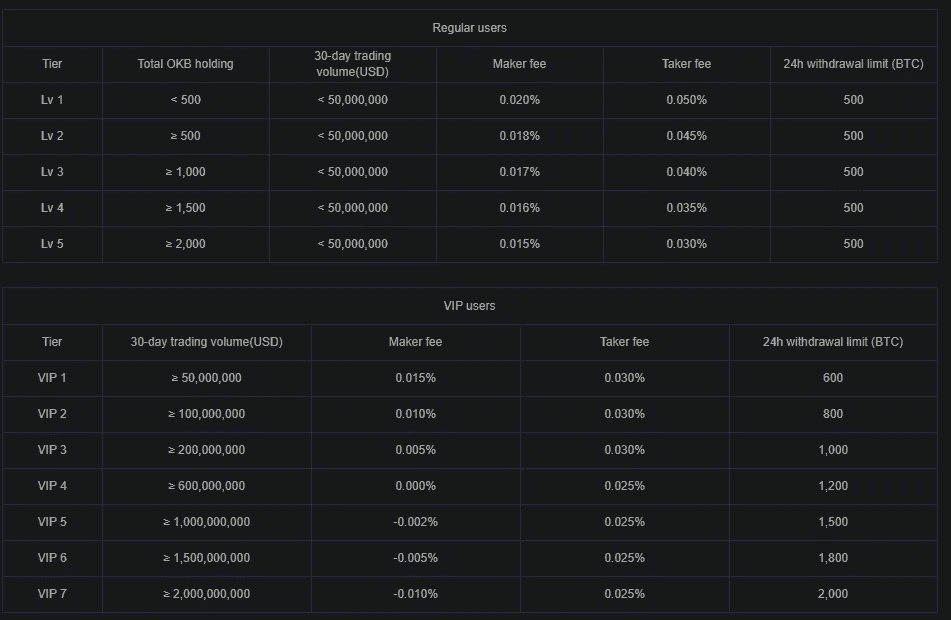 Regular users
Tier Total OKB holding 30-day trading volume(USD) Maker fee Taker fee 24h withdrawal limit (BTC)
Lv 1 < 500 < 50,000,000 0.020% 0.050% 500
Lv 2 ≥ 500 < 50,000,000 0.018% 0.045% 500
Lv 3 ≥ 1,000 < 50,000,000 0.017% 0.040% 500
Lv 4 ≥ 1,500 < 50,000,000 0.016% 0.035% 500
Lv 5 ≥ 2,000 < 50,000,000 0.015% 0.030% 500
VIP users
Tier 30-day trading volume(USD) Maker fee Taker fee 24h withdrawal limit (BTC)
VIP 1 ≥ 50,000,000 0.015% 0.030% 600
VIP 2 ≥ 100,000,000 0.010% 0.030% 800
VIP 3 ≥ 200,000,000 0.005% 0.030% 1,000
VIP 4 ≥ 600,000,000 0.000% 0.025% 1,200
VIP 5 ≥ 1,000,000,000 -0.002% 0.025% 1,500
VIP 6 ≥ 1,500,000,000 -0.005% 0.025% 1,800
VIP 7 ≥ 2,000,000,000 -0.010% 0.025% 2,000